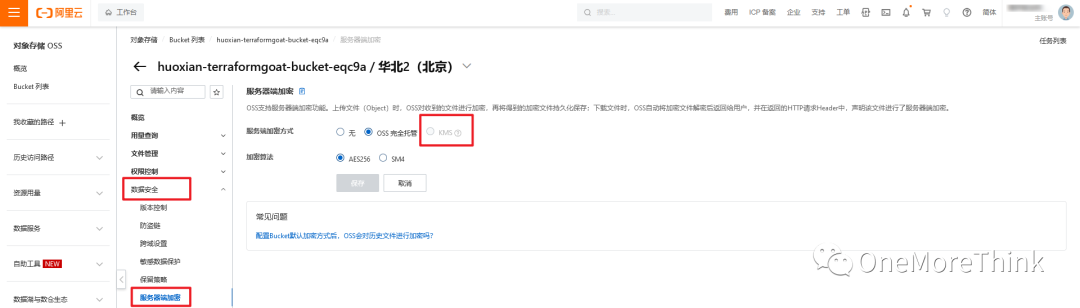 阿里云
工作台
搜索...
费用 ICP 备案 企业 支持 工单
简体
主账号
对象存储 OSS
概览
Bucket 列表
我收藏的路径
历史访问路径
资源用量
数据服务
自助工具 NEW
数据湖与数仓生态
对象存储 Bucket 列表 huoxian-terraformgoat-bucket-eqc9a 服务器端加密
任务列表
huoxian-terraformgoat-bucket-eqc9a / 华北2（北京）
请输入内容
概览
用量查询
文件管理
权限控制
数据安全
版本控制
防盗链
跨域设置
敏感数据保护
保留策略
服务器端加密
服务器端加密
OSS支持服务器端加密功能。上传文件（Object）时，OSS对收到的文件进行加密，再将得到的加密文件持久化保存；下载文件时，OSS自动将加密文件解密后返回给用户，并在返回的HTTP请求Header中，声明该文件进行了服务器端加密。
服务端加密方式 无 OSS 完全托管 KMS
加密算法 AES256 SM4
保存 取消
常见问题
配置Bucket默认加密方式后，OSS会对历史文件进行加密吗？
OneMoreThink